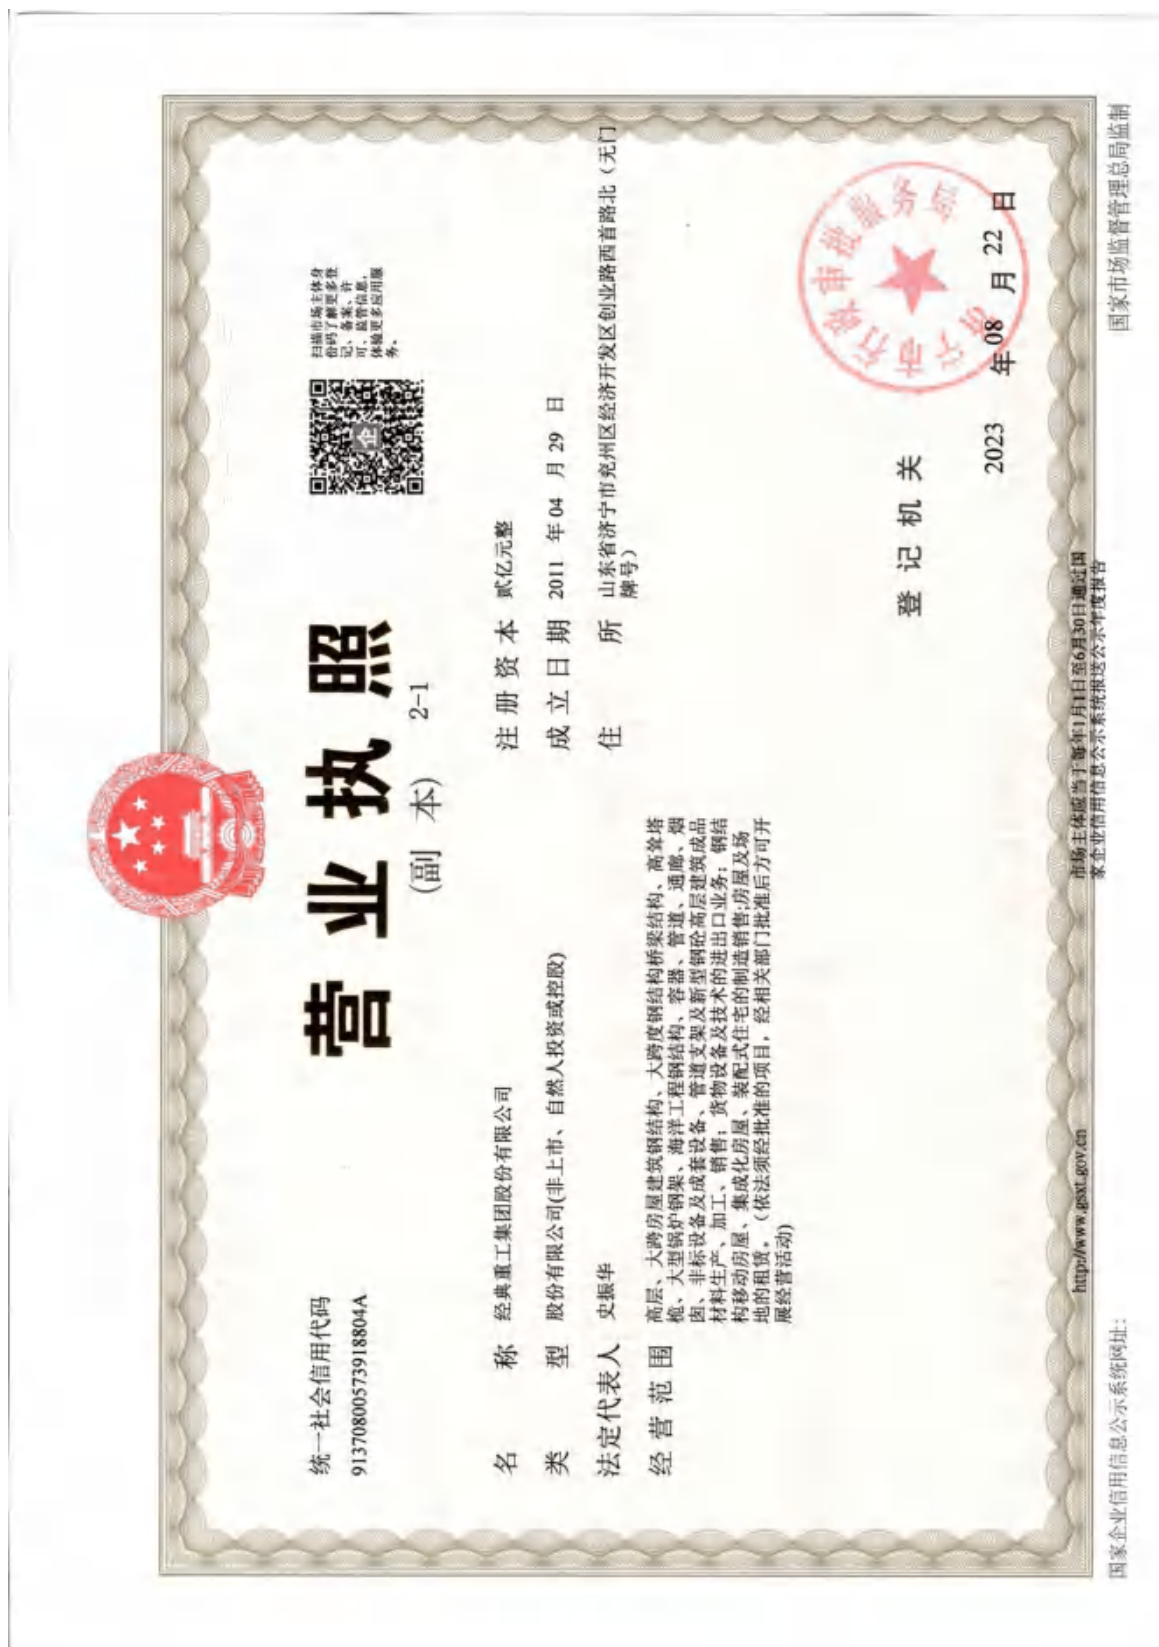 统一社会信用代码
91370800573918804A
营业执照
(副 本) 2-1
扫描市场主体身
份码了解更多登
记、备案、许
可、监管信息，
体验更多应用服
务。
名 称 经典重工集团股份有限公司
类 型 股份有限公司(非上市、自然人投资或控股)
法定代表人 史振华
经营范围 高层、大跨房屋建筑钢结构、大跨度钢结构桥梁结构、高耸塔
桅、大型锅炉钢架、海洋工程钢结构、容器、管道、通廊、烟
囱、非标设备及成套设备、管道支架及新型钢砼高层建筑成品
材料生产、加工、销售；货物设备及技术的进出口业务；钢结
构移动房屋、集成化房屋、装配式住宅的制造销售;房屋及场
地的租赁。（依法须经批准的项目，经相关部门批准后方可开
展经营活动)
注册资本 贰亿元整
成立日期 2011 年 04 月 29 日
住 所 山东省济宁市兖州区经济开发区创业路西首路北（无门
牌号）
登记机关
济宁市行政审批服务局
2023 年 08 月 22 日
http://www.gsxt.gov.cn
市场主体应当于每年1月1日至6月30日通过国
家企业信用信息公示系统报送公示年度报告
国家企业信用信息公示系统网址：
国家市场监督管理总局监制